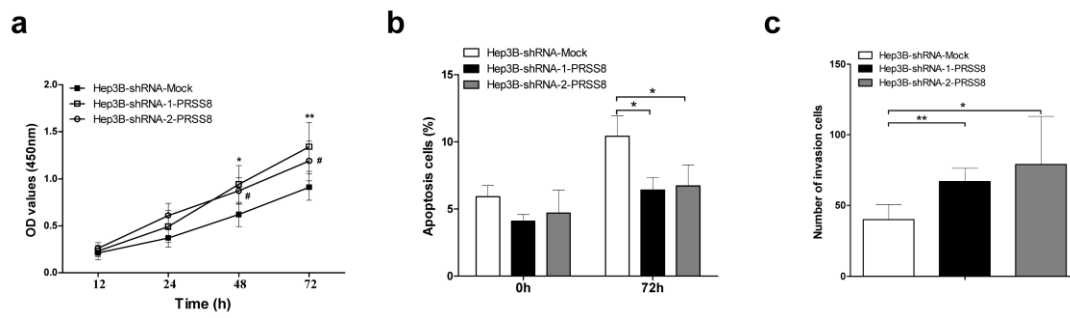 a
Hep3B-shRNA-Mock
Hep3B-shRNA-1-PRSS8
Hep3B-shRNA-2-PRSS8
2.0
1.5
1.0
0.5
0.0
OD values (450nm)
12 24 48 72
Time (h)
* ** # #
b
Hep3B-shRNA-Mock
Hep3B-shRNA-1-PRSS8
Hep3B-shRNA-2-PRSS8
15
10
5
0
Apoptosis cells (%)
0h 72h
*
*
c
Hep3B-shRNA-Mock
Hep3B-shRNA-1-PRSS8
Hep3B-shRNA-2-PRSS8
150
100
50
0
Number of invasion cells
*
**